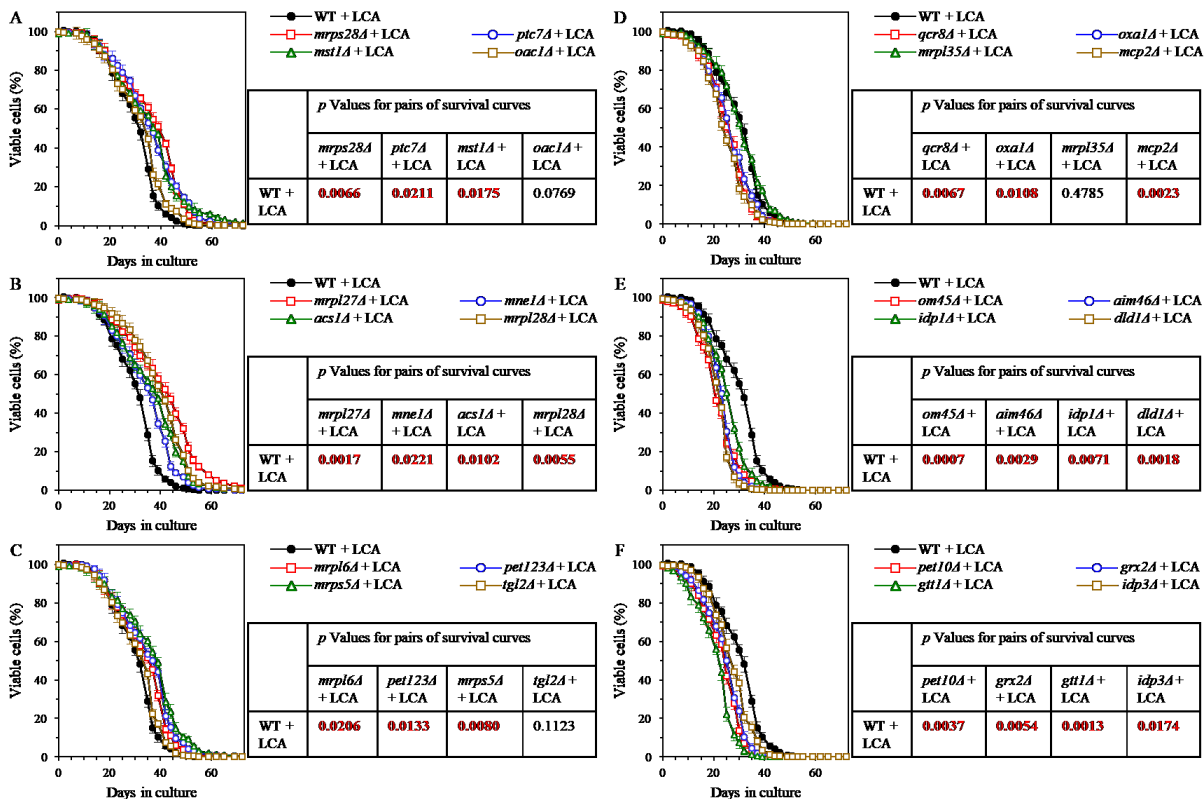 A
WT + LCA
mrps28Δ + LCA
ptc7Δ + LCA
mst1Δ + LCA
oac1Δ + LCA
Viable cells (%)
100
80
60
40
20
0
0 20 40 60
Days in culture
p Values for pairs of survival curves
mrps28Δ + LCA
ptc7Δ + LCA
mst1Δ + LCA
oac1Δ + LCA
WT + LCA
0.0066 0.0211 0.0175 0.0769
B
WT + LCA
mrpl27Δ + LCA
mne1Δ + LCA
acs1Δ + LCA
mrpl28Δ + LCA
Viable cells (%)
100
80
60
40
20
0
0 20 40 60
Days in culture
p Values for pairs of survival curves
mrpl27Δ + LCA
mne1Δ + LCA
acs1Δ + LCA
mrpl28Δ + LCA
WT + LCA
0.0017 0.0221 0.0102 0.0055
C
WT + LCA
mrpl6Δ + LCA
pet123Δ + LCA
mrps5Δ + LCA
tgl2Δ + LCA
Viable cells (%)
100
80
60
40
20
0
0 20 40 60
Days in culture
p Values for pairs of survival curves
mrpl6Δ + LCA
pet123Δ + LCA
mrps5Δ + LCA
tgl2Δ + LCA
WT + LCA
0.0206 0.0133 0.0080 0.1123
D
WT + LCA
qcr8Δ + LCA
oxa1Δ + LCA
mrpl35Δ + LCA
mcp2Δ + LCA
Viable cells (%)
100
80
60
40
20
0
0 20 40 60
Days in culture
p Values for pairs of survival curves
qcr8Δ + LCA
oxa1Δ + LCA
mrpl35Δ + LCA
mcp2Δ + LCA
WT + LCA
0.0067 0.0108 0.4785 0.0023
E
WT + LCA
om45Δ + LCA
aim46Δ + LCA
idp1Δ + LCA
dld1Δ + LCA
Viable cells (%)
100
80
60
40
20
0
0 20 40 60
Days in culture
p Values for pairs of survival curves
om45Δ + LCA
aim46Δ + LCA
idp1Δ + LCA
dld1Δ + LCA
WT + LCA
0.0007 0.0029 0.0071 0.0018
F
WT + LCA
pet10Δ + LCA
grx2Δ + LCA
gtt1Δ + LCA
idp3Δ + LCA
Viable cells (%)
100
80
60
40
20
0
0 20 40 60
Days in culture
p Values for pairs of survival curves
pet10Δ + LCA
grx2Δ + LCA
gtt1Δ + LCA
idp3Δ + LCA
WT + LCA
0.0037 0.0054 0.0013 0.0174